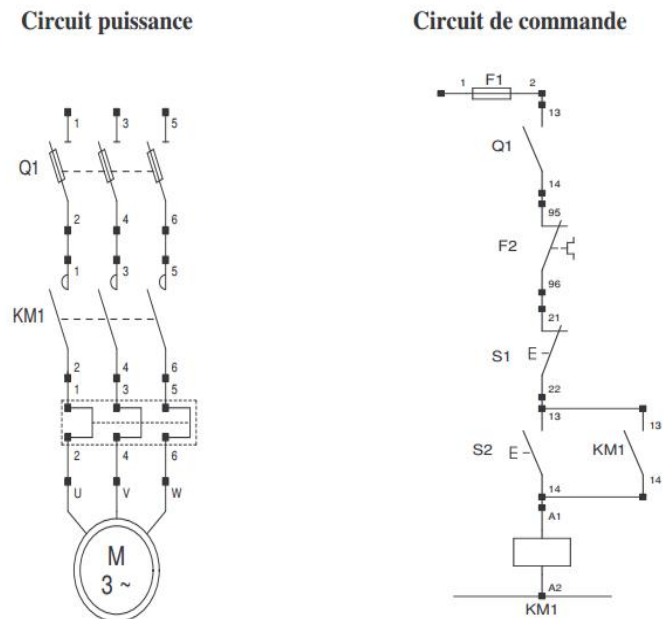 Circuit puissance
1 3 5
Q1
2 4 6
1 3 5
KM1
2 4 6
1 3 5
2 4 6
U V W
M
3 ~
Circuit de commande
1 F1 2
13
Q1
14
95
F2
96
21
S1 E
22
13 13
S2 E KM1
14 14
A1
A2
KM1